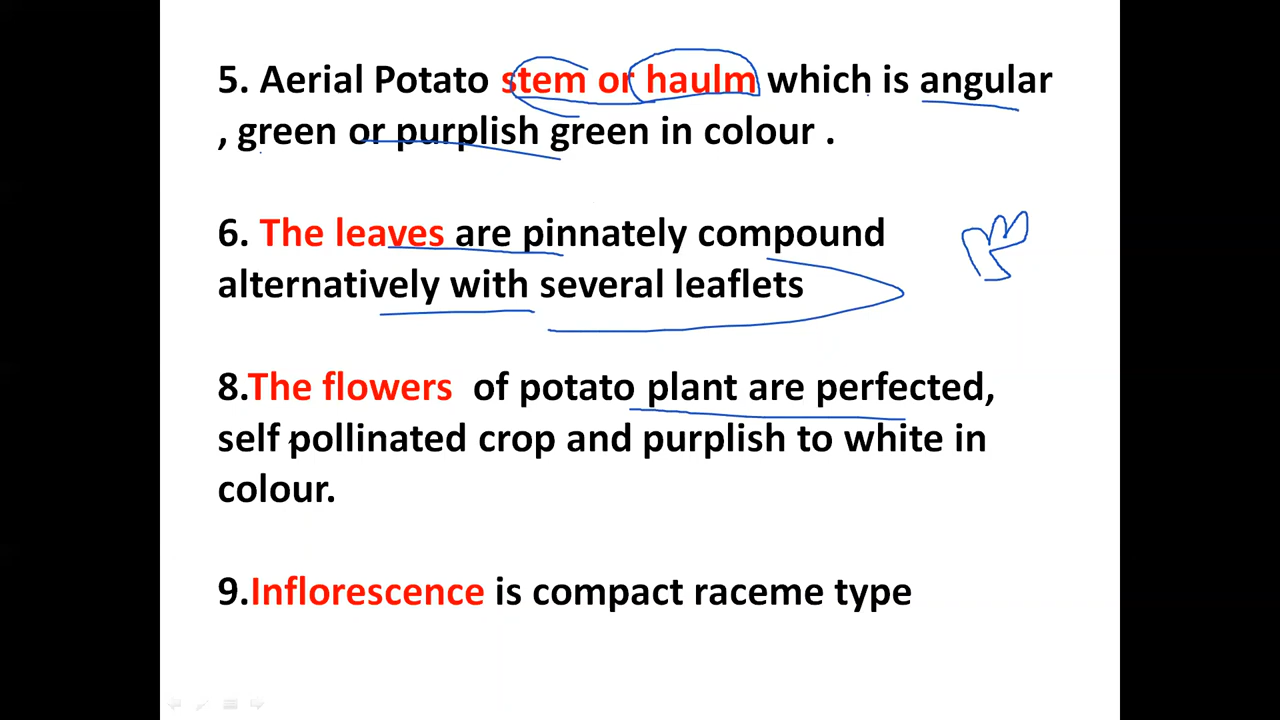 5. Aerial Potato stem or haulm which is angular
, green or purplish green in colour .
6. The leaves are pinnately compound
alternatively with several leaflets
8.The flowers of potato plant are perfected,
self pollinated crop and purplish to white in
colour.
9.Inflorescence is compact raceme type